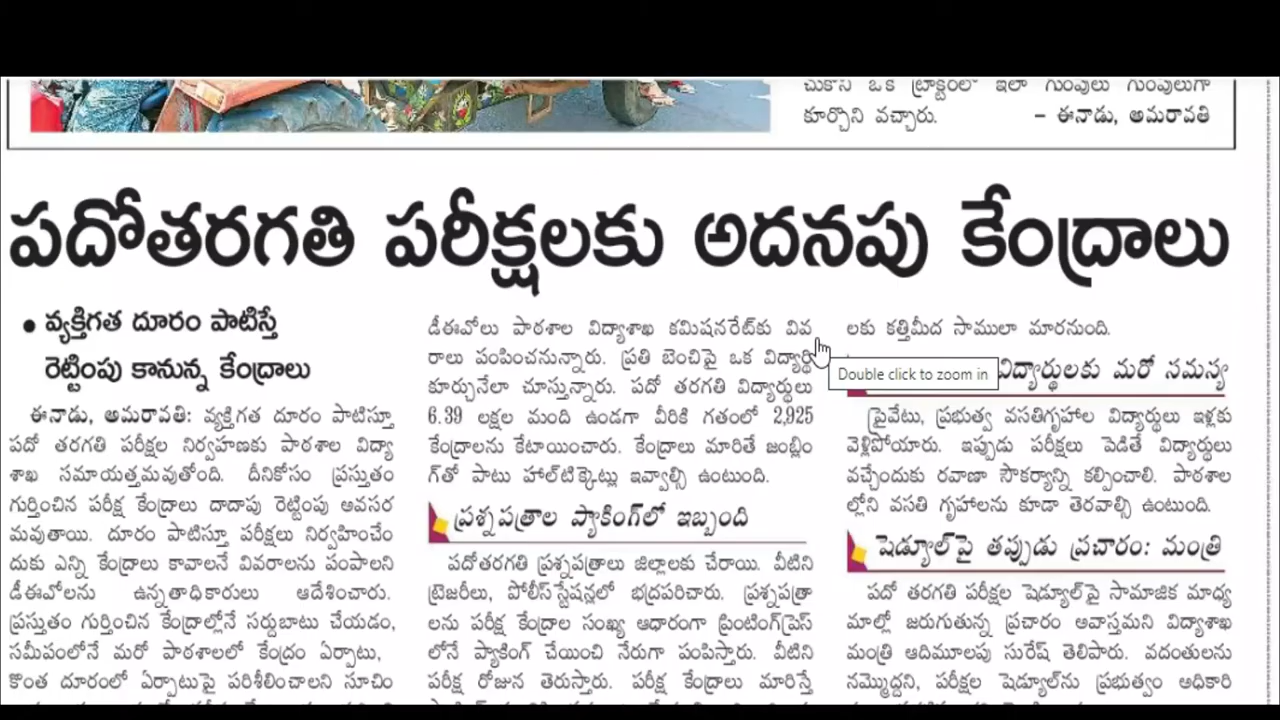 చుకొని ఒక ట్రాక్టరులో ఇలా గుంపులు గుంపులుగా
కూర్చొని వచ్చారు. – ఈనాడు, అమరావతి
పదోతరగతి పరీక్షలకు అదనపు కేంద్రాలు
• వ్యక్తిగత దూరం పాటిస్తే
రెట్టింపు కానున్న కేంద్రాలు
ఈనాడు, అమరావతి: వ్యక్తిగత దూరం పాటిస్తూ
పదో తరగతి పరీక్షల నిర్వహణకు పాఠశాల విద్యా
శాఖ సమాయత్తమవుతోంది. దీనికోసం ప్రస్తుతం
గుర్తించిన పరీక్ష కేంద్రాలు దాదాపు రెట్టింపు అవసర
మవుతాయి. దూరం పాటిస్తూ పరీక్షలు నిర్వహించేం
దుకు ఎన్ని కేంద్రాలు కావాలనే వివరాలను పంపాలని
డీఈవోలను ఉన్నతాధికారులు ఆదేశించారు.
ప్రస్తుతం గుర్తించిన కేంద్రాల్లోనే సర్దుబాటు చేయడం,
సమీపంలోనే మరో పాఠశాలలో కేంద్రం ఏర్పాటు,
కొంత దూరంలో ఏర్పాటుపై పరిశీలించాలని సూచిం
డీఈవోలు పాఠశాల విద్యాశాఖ కమిషనరేట్‌కు వివ
రాలు పంపించనున్నారు. ప్రతి బెంచిపై ఒక విద్యార్థి
కూర్చునేలా చూస్తున్నారు. పదో తరగతి విద్యార్థులు
6.39 లక్షల మంది ఉండగా వీరికి గతంలో 2,925
కేంద్రాలను కేటాయించారు. కేంద్రాలు మారితే జంబ్లిం
గ్‌తో పాటు హాల్‌టిక్కెట్లు ఇవ్వాల్సి ఉంటుంది.
ప్రశ్నపత్రాల ప్యాకింగ్‌లో ఇబ్బంది
పదోతరగతి ప్రశ్నపత్రాలు జిల్లాలకు చేరాయి. వీటిని
ట్రెజరీలు, పోలీస్‌స్టేషన్లలో భద్రపరిచారు. ప్రశ్నపత్రా
లను పరీక్ష కేంద్రాల సంఖ్య ఆధారంగా ప్రింటింగ్‌ప్రెస్‌
లోనే ప్యాకింగ్ చేయించి నేరుగా పంపిస్తారు. వీటిని
పరీక్ష రోజున తెరుస్తారు. పరీక్ష కేంద్రాలు మారిస్తే
లకు కత్తిమీద సాములా మారనుంది.
Double click to zoom in
విద్యార్థులకు మరో సమస్య
ప్రైవేటు, ప్రభుత్వ వసతిగృహాల విద్యార్థులు ఇళ్లకు
వెళ్లిపోయారు. ఇప్పుడు పరీక్షలు పెడితే విద్యార్థులు
వచ్చేందుకు రవాణా సౌకర్యాన్ని కల్పించాలి. పాఠశాల
ల్లోని వసతి గృహాలను కూడా తెరవాల్సి ఉంటుంది.
షెడ్యూల్‌పై తప్పుడు ప్రచారం: మంత్రి
పదో తరగతి పరీక్షల షెడ్యూల్‌పై సామాజిక మాధ్య
మాల్లో జరుగుతున్న ప్రచారం అవాస్తమని విద్యాశాఖ
మంత్రి ఆదిమూలపు సురేష్ తెలిపారు. వదంతులను
నమ్మొద్దని, పరీక్షల షెడ్యూల్‌ను ప్రభుత్వం అధికారి